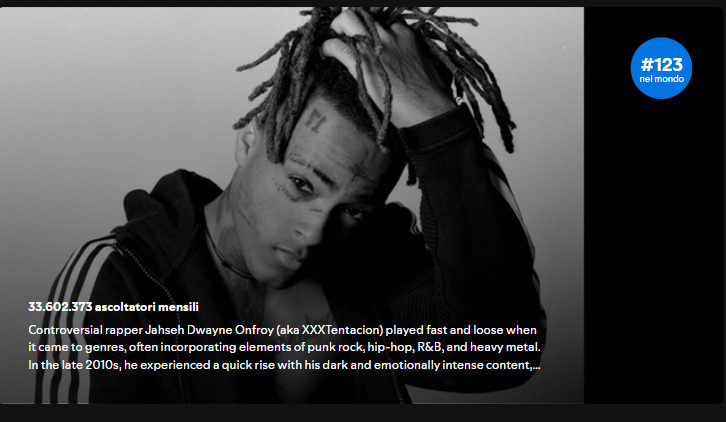 #123
nel mondo
33.602.373 ascoltatori mensili
Controversial rapper Jahseh Dwayne Onfroy (aka XXXTentacion) played fast and loose when
it came to genres, often incorporating elements of punk rock, hip-hop, R&B, and heavy metal.
In the late 2010s, he experienced a quick rise with his dark and emotionally intense content,...